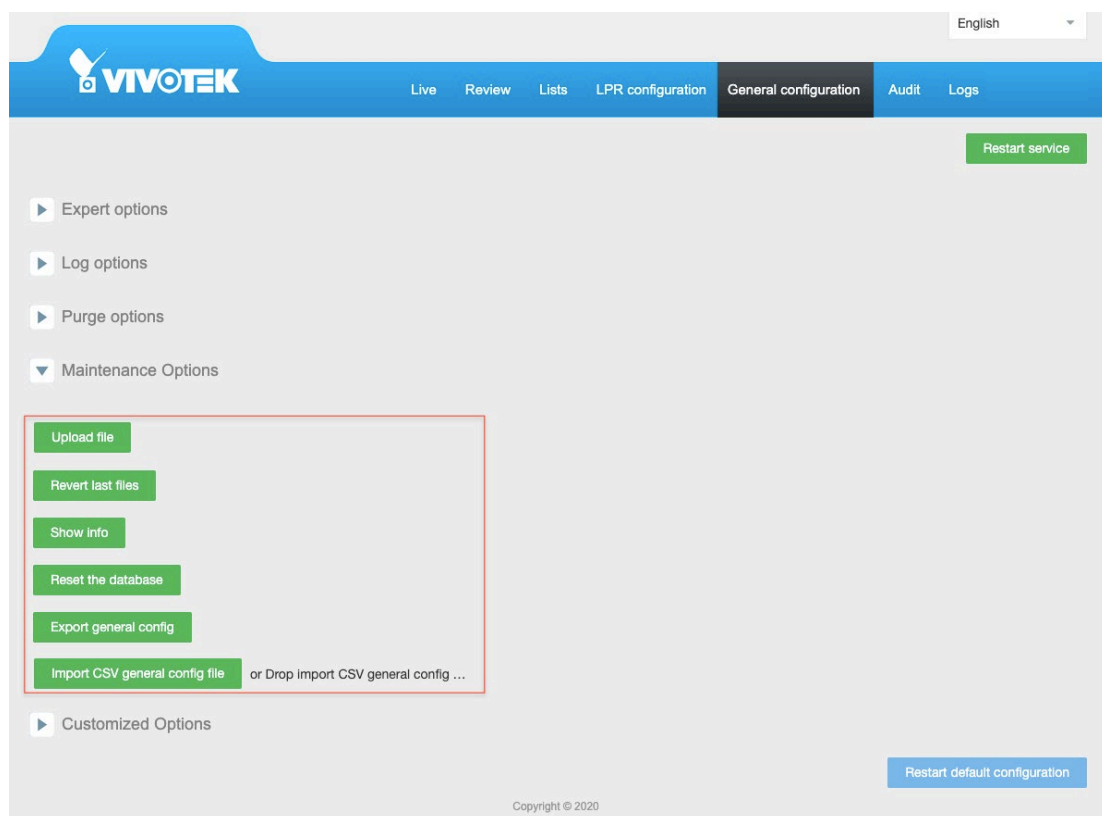 English
VIVOTEK
Live Review Lists LPR configuration General configuration Audit Logs
Restart service
Expert options
Log options
Purge options
Maintenance Options
Upload file
Revert last files
Show info
Reset the database
Export general config
Import CSV general config file or Drop import CSV general config ...
Customized Options
Restart default configuration
Copyright © 2020